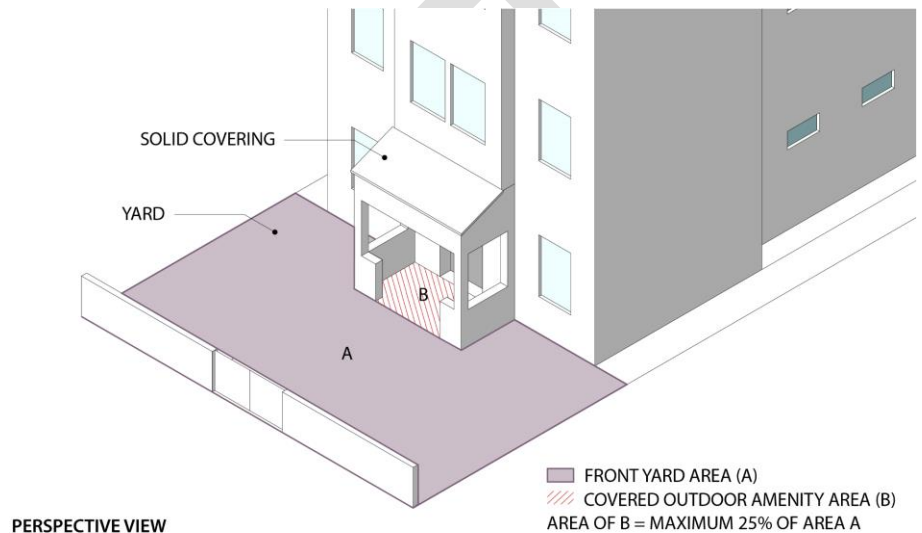 SOLID COVERING
YARD
B
A
FRONT YARD AREA (A)
COVERED OUTDOOR AMENITY AREA (B)
AREA OF B = MAXIMUM 25% OF AREA A
PERSPECTIVE VIEW